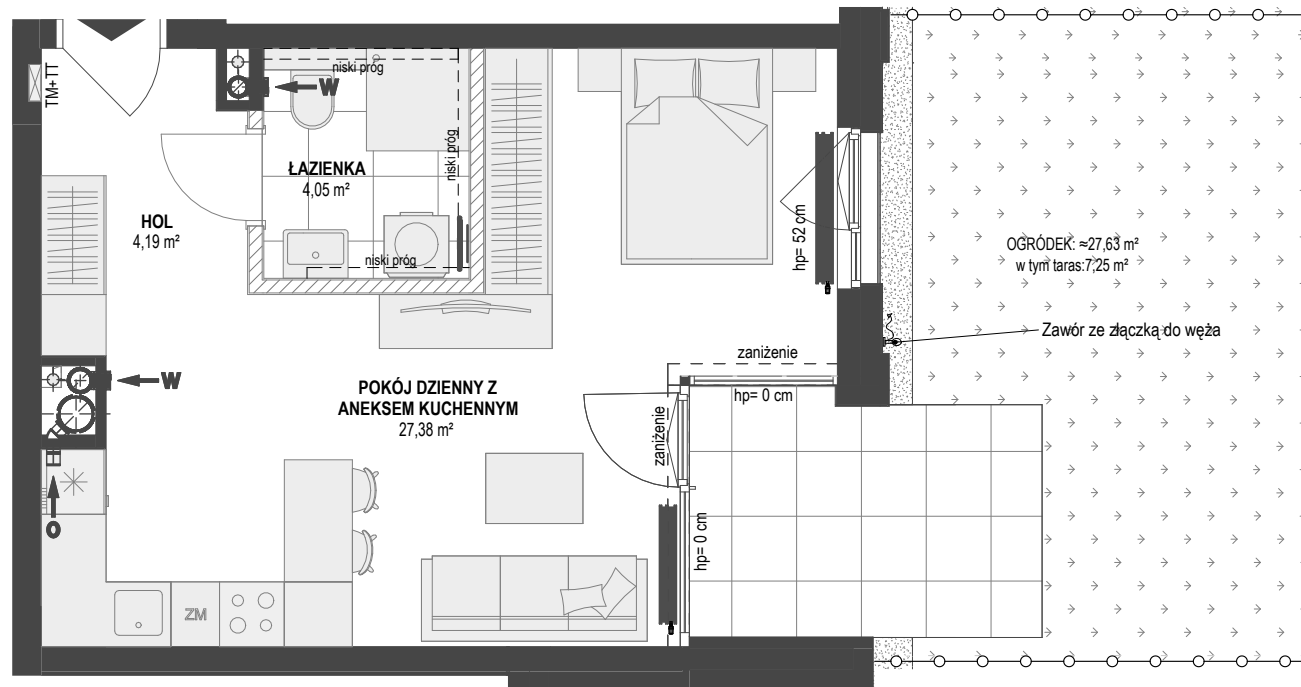 TM+TT
niski próg
W
niski próg
ŁAZIENKA
4,05 m²
HOL
4,19 m²
niski próg
hp= 52 cm
OGRÓDEK: ≈27,63 m²
w tym taras:7,25 m²
Zawór ze złączką do węża
zaniżenie
hp= 0 cm
W
POKÓJ DZIENNY Z
ANEKSEM KUCHENNYM
27,38 m²
zaniżenie
hp= 0 cm
O
ZM